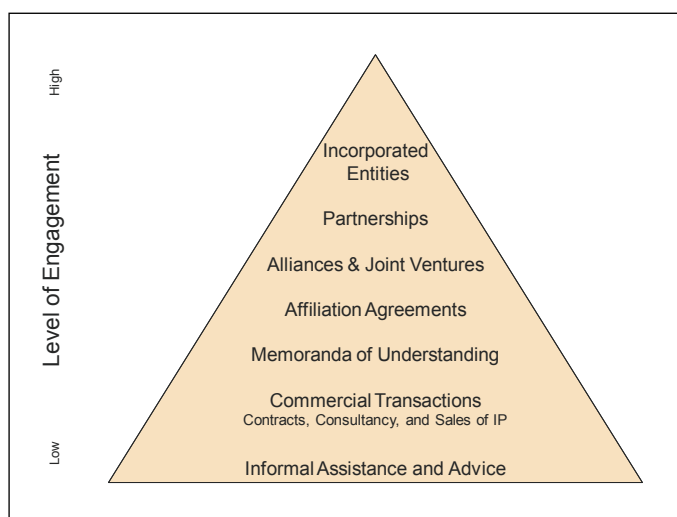 High
Level of Engagement
Low
Incorporated
Entities
Partnerships
Alliances & Joint Ventures
Affiliation Agreements
Memoranda of Understanding
Commercial Transactions
Contracts, Consultancy, and Sales of IP
Informal Assistance and Advice